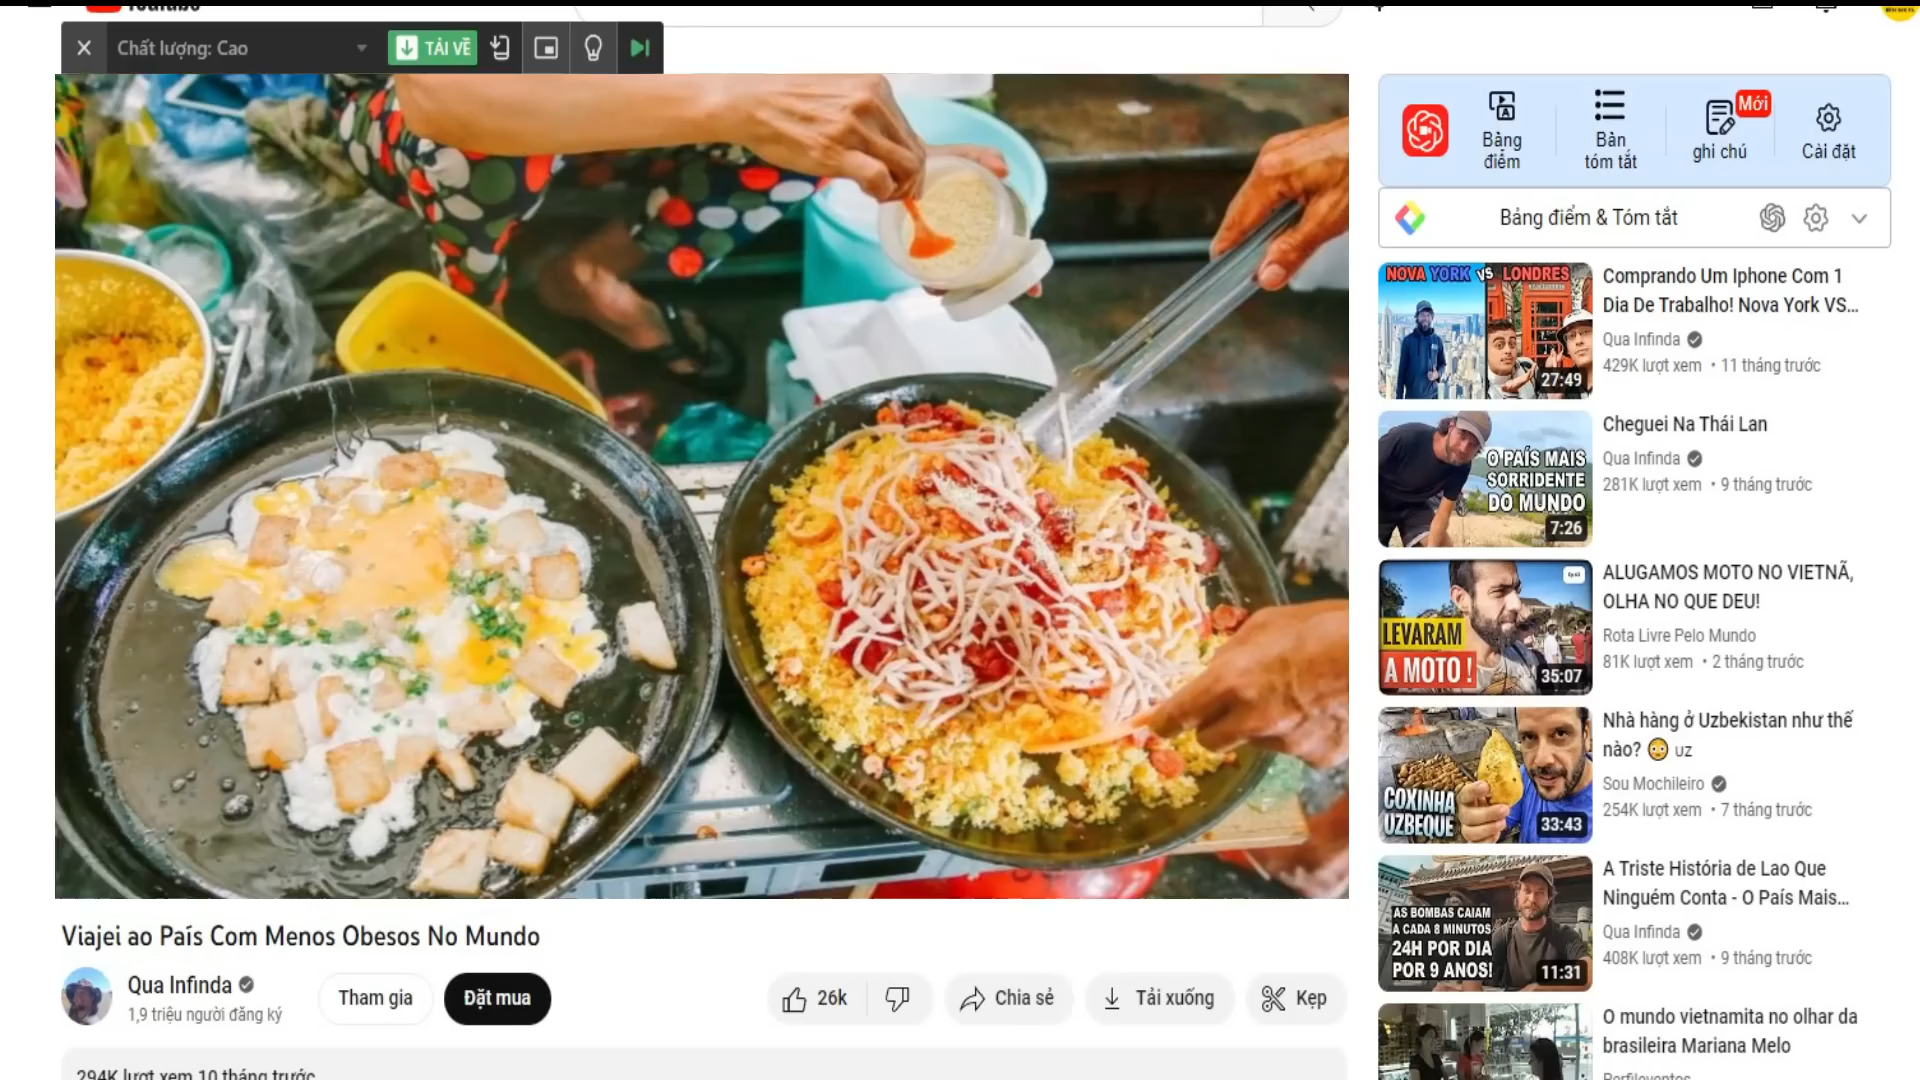 Chất lượng: Cao
TẢI VỀ
Bảng
điểm
Bàn
tóm tắt
Mới
ghi chú
Cài đặt
Bảng điểm & Tóm tắt
NOVA YORK VS LONDRES
27:49
Comprando Um Iphone Com 1
Dia De Trabalho! Nova York VS...
Qua Infinda
429K lượt xem • 11 tháng trước
O PAÍS MAIS
SORRIDENTE
DO MUNDO
7:26
Cheguei Na Thái Lan
Qua Infinda
281K lượt xem • 9 tháng trước
LEVARAM
A MOTO !
35:07
ALUGAMOS MOTO NO VIETNÃ,
OLHA NO QUE DEU!
Rota Livre Pelo Mundo
81K lượt xem • 2 tháng trước
COXINHA
UZBEQUE
33:43
Nhà hàng ở Uzbekistan như thế
nào? 😳 UZ
Sou Mochileiro
254K lượt xem • 7 tháng trước
AS BOMBAS CAIAM
A CADA 8 MINUTOS
24H POR DIA
POR 9 ANOS!
11:31
A Triste História de Lao Que
Ninguém Conta - O País Mais...
Qua Infinda
408K lượt xem • 9 tháng trước
O mundo vietnamita no olhar da
brasileira Mariana Melo
Viajei ao País Com Menos Obesos No Mundo
Qua Infinda
1,9 triệu người đăng ký
Tham gia
Đặt mua
26k
Chia sẻ
Tải xuống
Kẹp
294K lượt xem 10 tháng trước